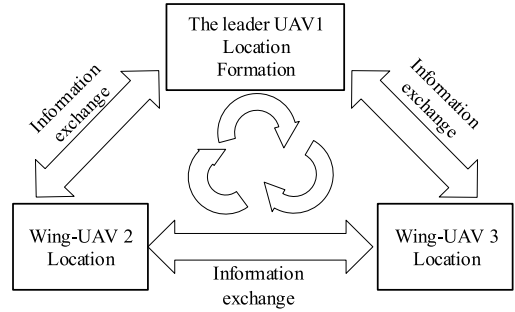 The leader UAV1
Location
Formation
Information
exchange
Information
exchange
Wing-UAV 2
Location
Wing-UAV 3
Location
Information
exchange